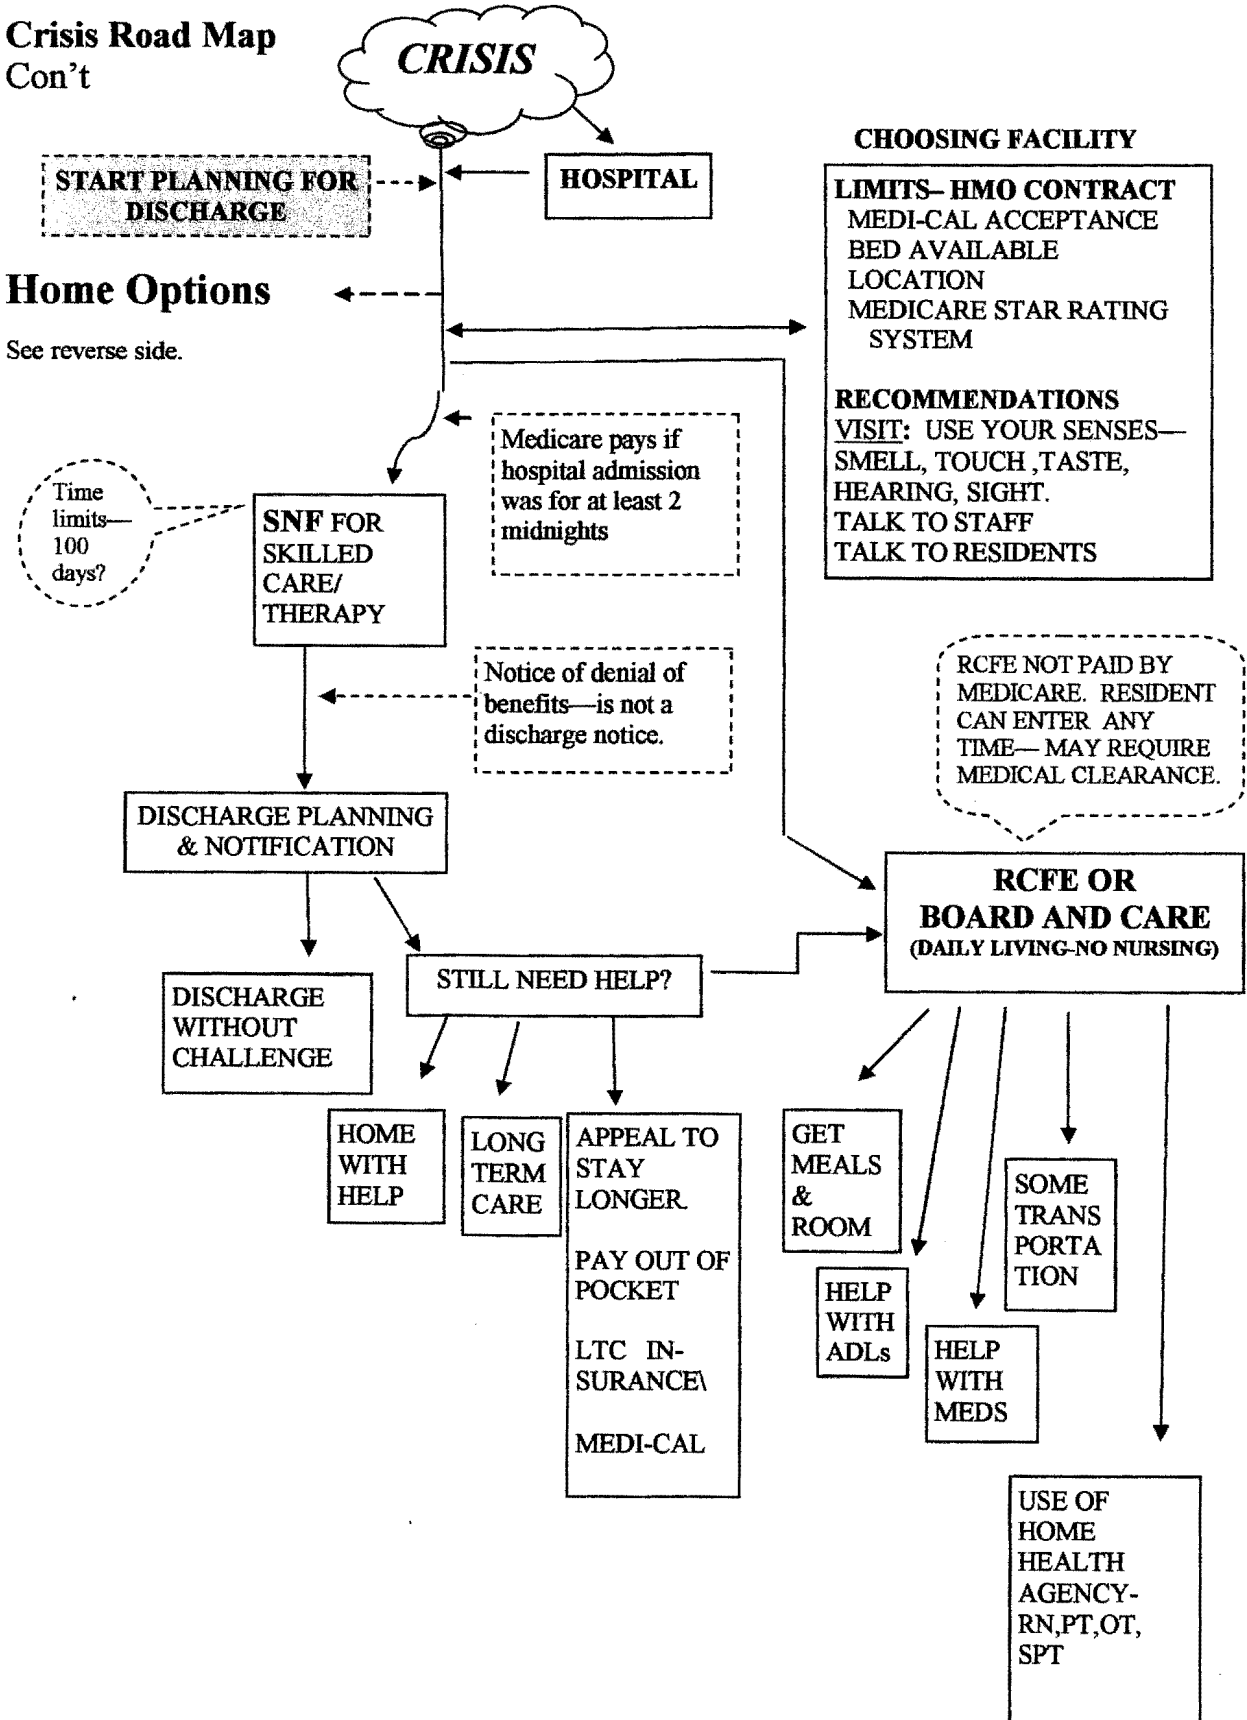 Crisis Road Map
Con't
CRISIS
START PLANNING FOR
DISCHARGE
HOSPITAL
CHOOSING FACILITY
LIMITS– HMO CONTRACT
MEDI-CAL ACCEPTANCE
BED AVAILABLE
LOCATION
MEDICARE STAR RATING
SYSTEM
RECOMMENDATIONS
VISIT: USE YOUR SENSES—
SMELL, TOUCH ,TASTE,
HEARING, SIGHT.
TALK TO STAFF
TALK TO RESIDENTS
Home Options
See reverse side.
Medicare pays if
hospital admission
was for at least 2
midnights
Time
limits—
100
days?
SNF FOR
SKILLED
CARE/
THERAPY
Notice of denial of
benefits—is not a
discharge notice.
RCFE NOT PAID BY
MEDICARE. RESIDENT
CAN ENTER ANY
TIME— MAY REQUIRE
MEDICAL CLEARANCE.
DISCHARGE PLANNING
& NOTIFICATION
RCFE OR
BOARD AND CARE
(DAILY LIVING-NO NURSING)
DISCHARGE
WITHOUT
CHALLENGE
STILL NEED HELP?
HOME
WITH
HELP
LONG
TERM
CARE
APPEAL TO
STAY
LONGER.
PAY OUT OF
POCKET
LTC IN-
SURANCE\
MEDI-CAL
GET
MEALS
&
ROOM
HELP
WITH
ADLs
HELP
WITH
MEDS
SOME
TRANS
PORTA
TION
USE OF
HOME
HEALTH
AGENCY-
RN,PT,OT,
SPT